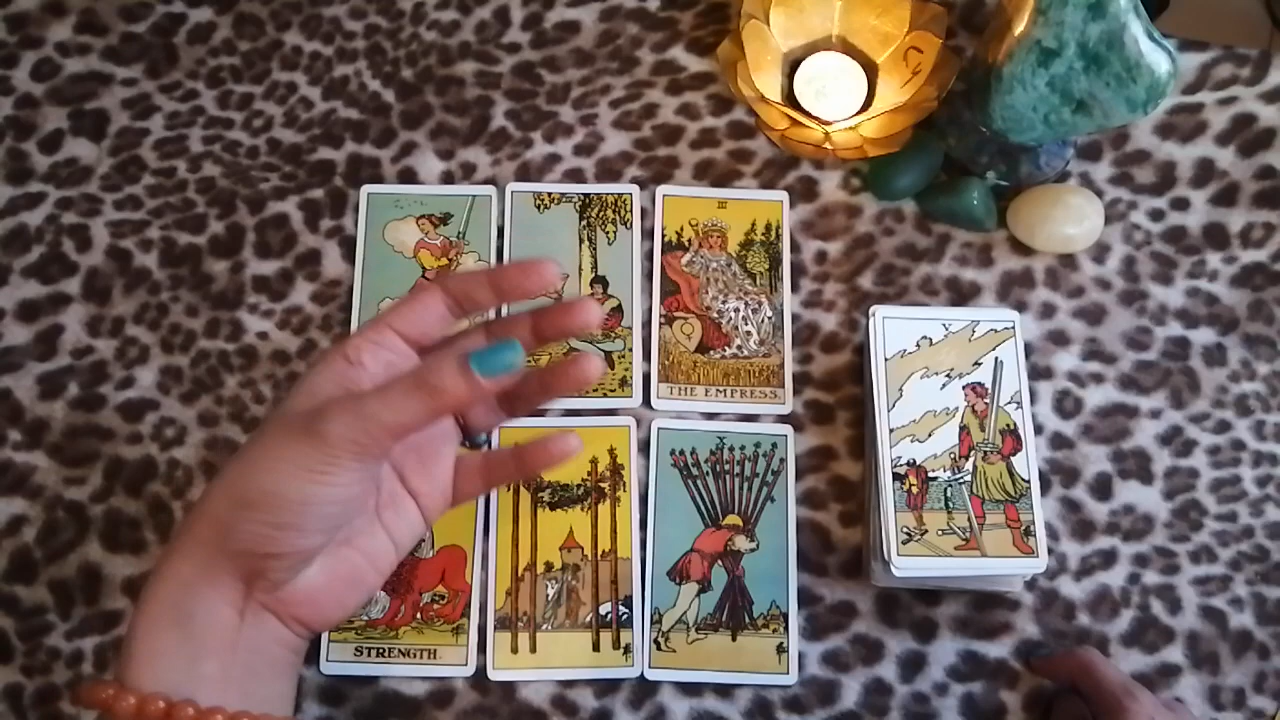 III
THE EMPRESS.
STRENGTH.
X
V